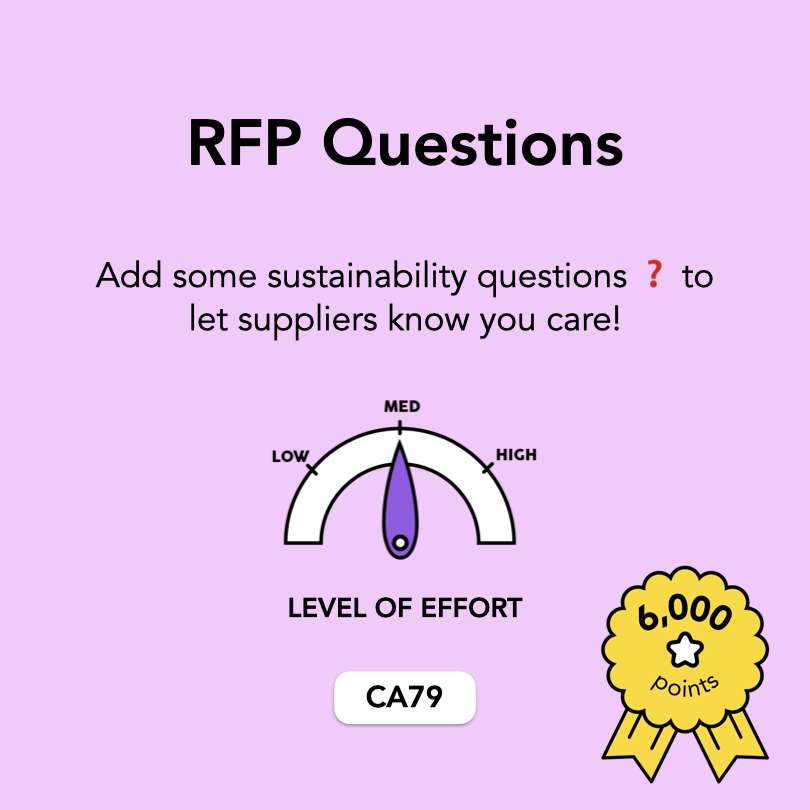 RFP Questions
Add some sustainability questions ❓ to
let suppliers know you care!
MED
LOW
HIGH
LEVEL OF EFFORT
6,000
points
CA79